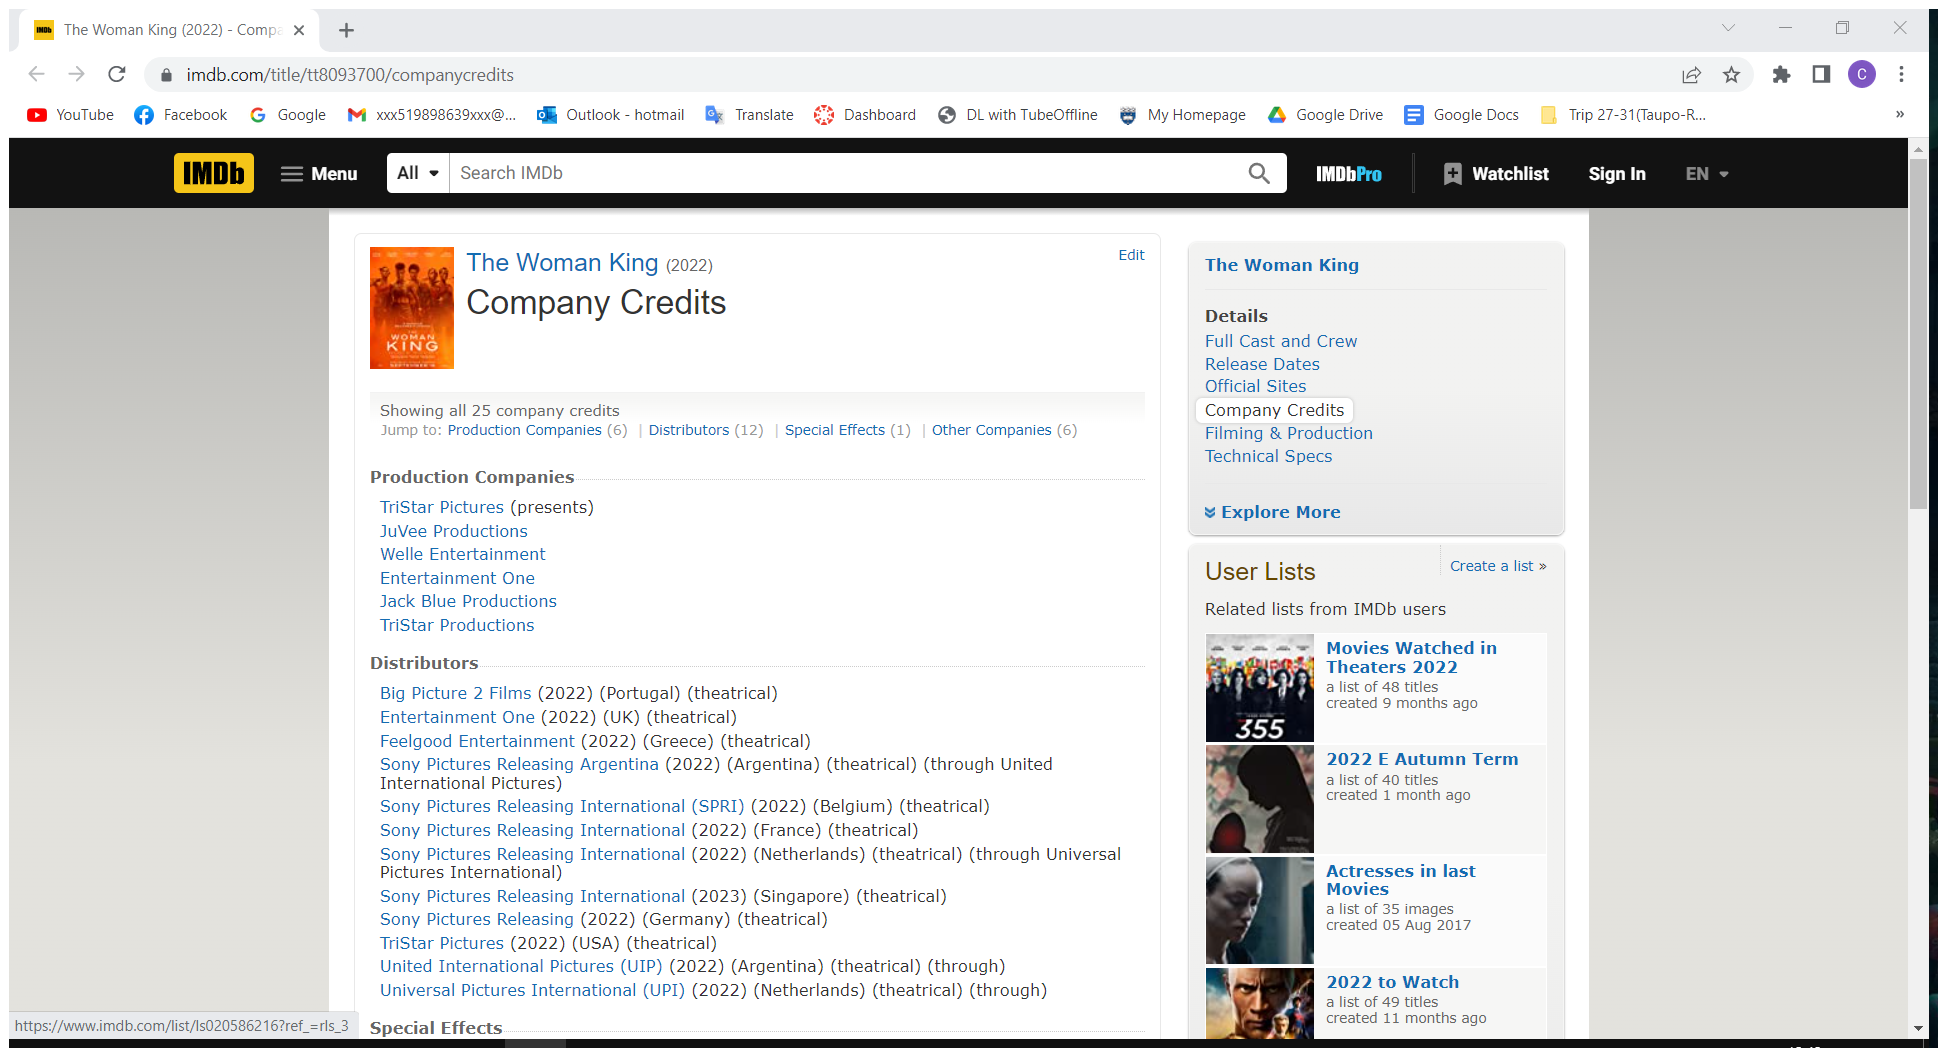 The Woman King (2022) - Compa
imdb.com/title/tt8093700/companycredits
C
YouTube
Facebook
Google
xxx519898639xxx@...
Outlook - hotmail
Translate
Dashboard
DL with TubeOffline
My Homepage
Google Drive
Google Docs
Trip 27-31(Taupo-R...
»
IMDb
Menu
All
Search IMDb
IMDbPro
Watchlist
Sign In
EN
THE
WOMAN
KING
The Woman King (2022)
Edit
Company Credits
Showing all 25 company credits
Jump to: Production Companies (6) | Distributors (12) | Special Effects (1) | Other Companies (6)
Production Companies
TriStar Pictures (presents)
JuVee Productions
Welle Entertainment
Entertainment One
Jack Blue Productions
TriStar Productions
Distributors
Big Picture 2 Films (2022) (Portugal) (theatrical)
Entertainment One (2022) (UK) (theatrical)
Feelgood Entertainment (2022) (Greece) (theatrical)
Sony Pictures Releasing Argentina (2022) (Argentina) (theatrical) (through United
International Pictures)
Sony Pictures Releasing International (SPRI) (2022) (Belgium) (theatrical)
Sony Pictures Releasing International (2022) (France) (theatrical)
Sony Pictures Releasing International (2022) (Netherlands) (theatrical) (through Universal
Pictures International)
Sony Pictures Releasing International (2023) (Singapore) (theatrical)
Sony Pictures Releasing (2022) (Germany) (theatrical)
TriStar Pictures (2022) (USA) (theatrical)
United International Pictures (UIP) (2022) (Argentina) (theatrical) (through)
Universal Pictures International (UPI) (2022) (Netherlands) (theatrical) (through)
Special Effects
https://www.imdb.com/list/ls020586216?ref_=rls_3
The Woman King
Details
Full Cast and Crew
Release Dates
Official Sites
Company Credits
Filming & Production
Technical Specs
Explore More
User Lists
Create a list »
Related lists from IMDb users
355
Movies Watched in
Theaters 2022
a list of 48 titles
created 9 months ago
2022 E Autumn Term
a list of 40 titles
created 1 month ago
Actresses in last
Movies
a list of 35 images
created 05 Aug 2017
2022 to Watch
a list of 49 titles
created 11 months ago